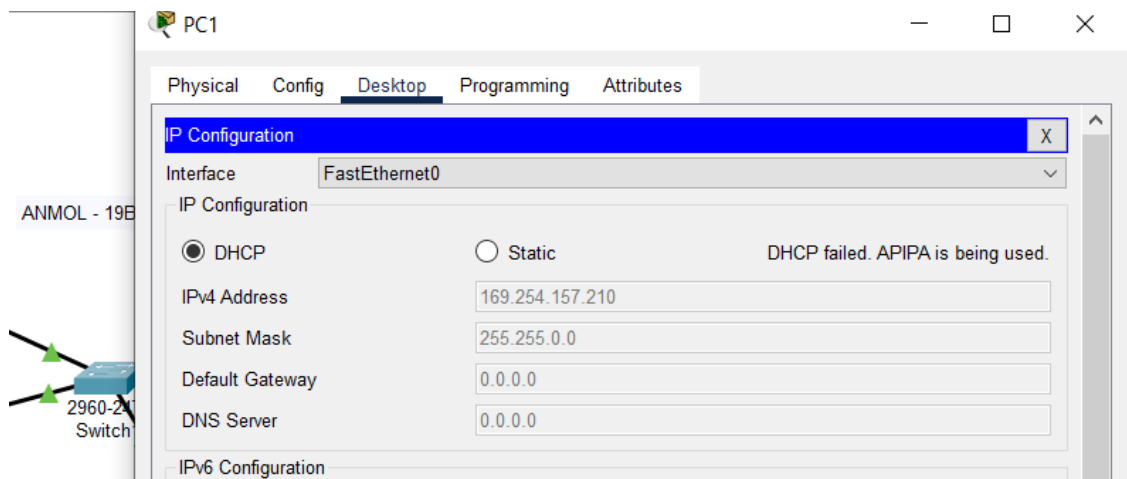 PC1
Physical Config Desktop Programming Attributes
IP Configuration X
Interface FastEthernet0
IP Configuration
DHCP Static DHCP failed. APIPA is being used.
IPv4 Address 169.254.157.210
Subnet Mask 255.255.0.0
Default Gateway 0.0.0.0
DNS Server 0.0.0.0
IPv6 Configuration
ANMOL - 19B
2960-24
Switch